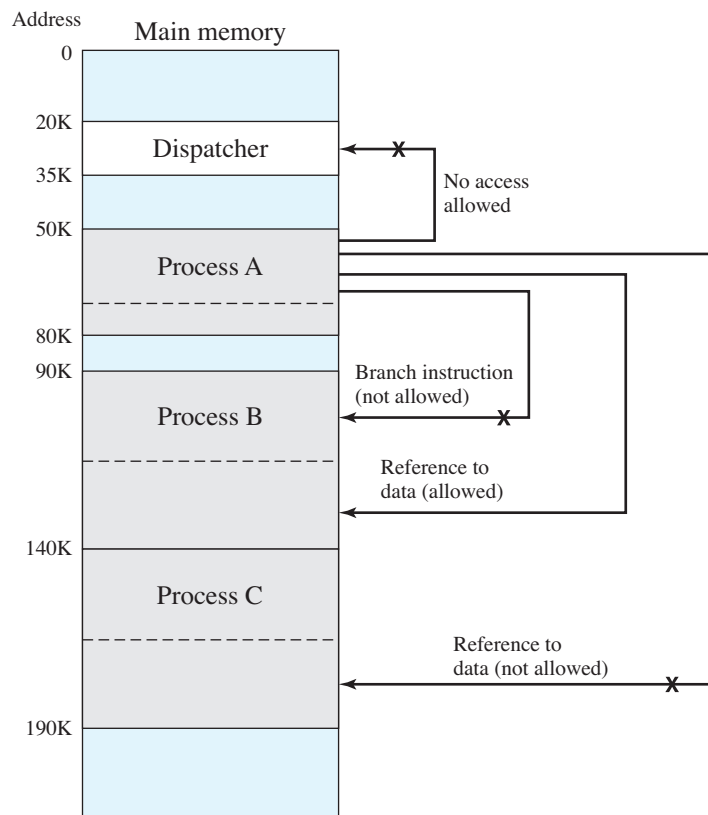 Address
Main memory
0
20K
Dispatcher
35K
No access
allowed
50K
Process A
80K
90K
Branch instruction
(not allowed)
Process B
Reference to
data (allowed)
140K
Process C
Reference to
data (not allowed)
190K